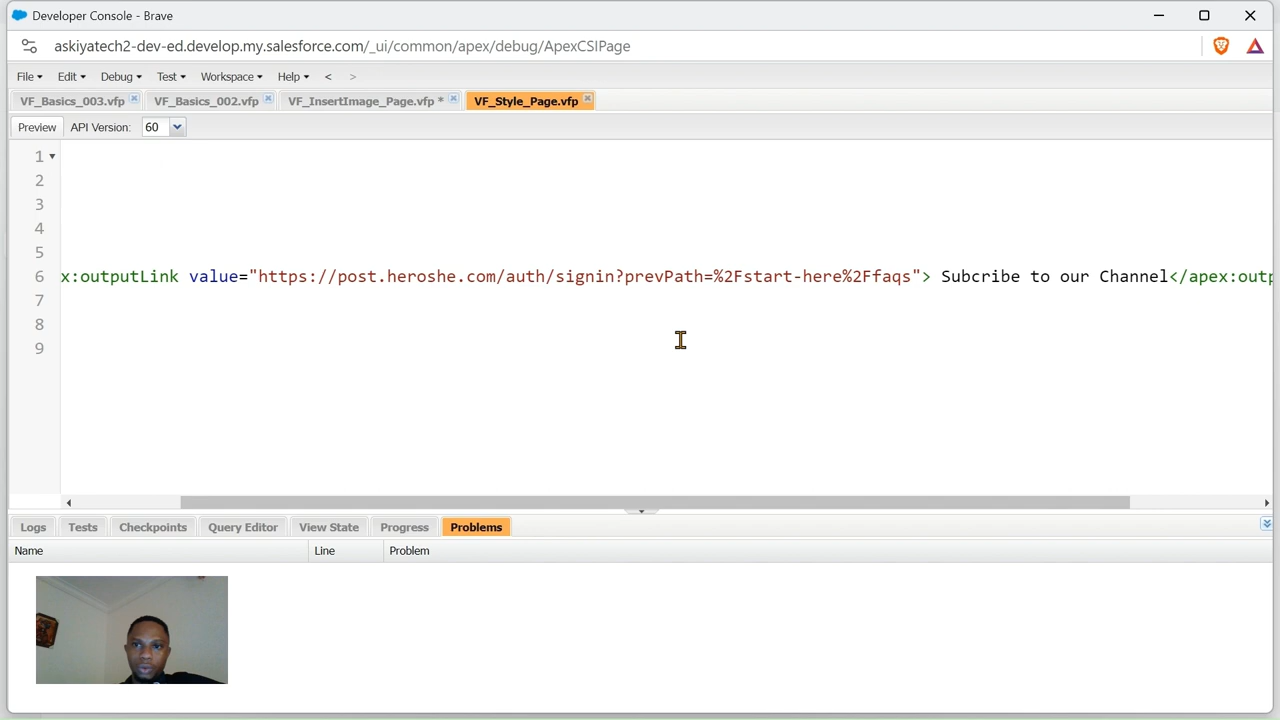 Developer Console - Brave
askiyatech2-dev-ed.develop.my.salesforce.com/_ui/common/apex/debug/ApexCSIPage
File Edit Debug Test Workspace Help < >
VF_Basics_003.vfp VF_Basics_002.vfp VF_InsertImage_Page.vfp * VF_Style_Page.vfp
Preview API Version: 60
1
2
3
4
5
6 x:outputLink value="https://post.heroshe.com/auth/signin?prevPath=%2Fstart-here%2Ffaqs"> Subcribe to our Channel</apex:outp
7
8
9
Logs Tests Checkpoints Query Editor View State Progress Problems
Name Line Problem